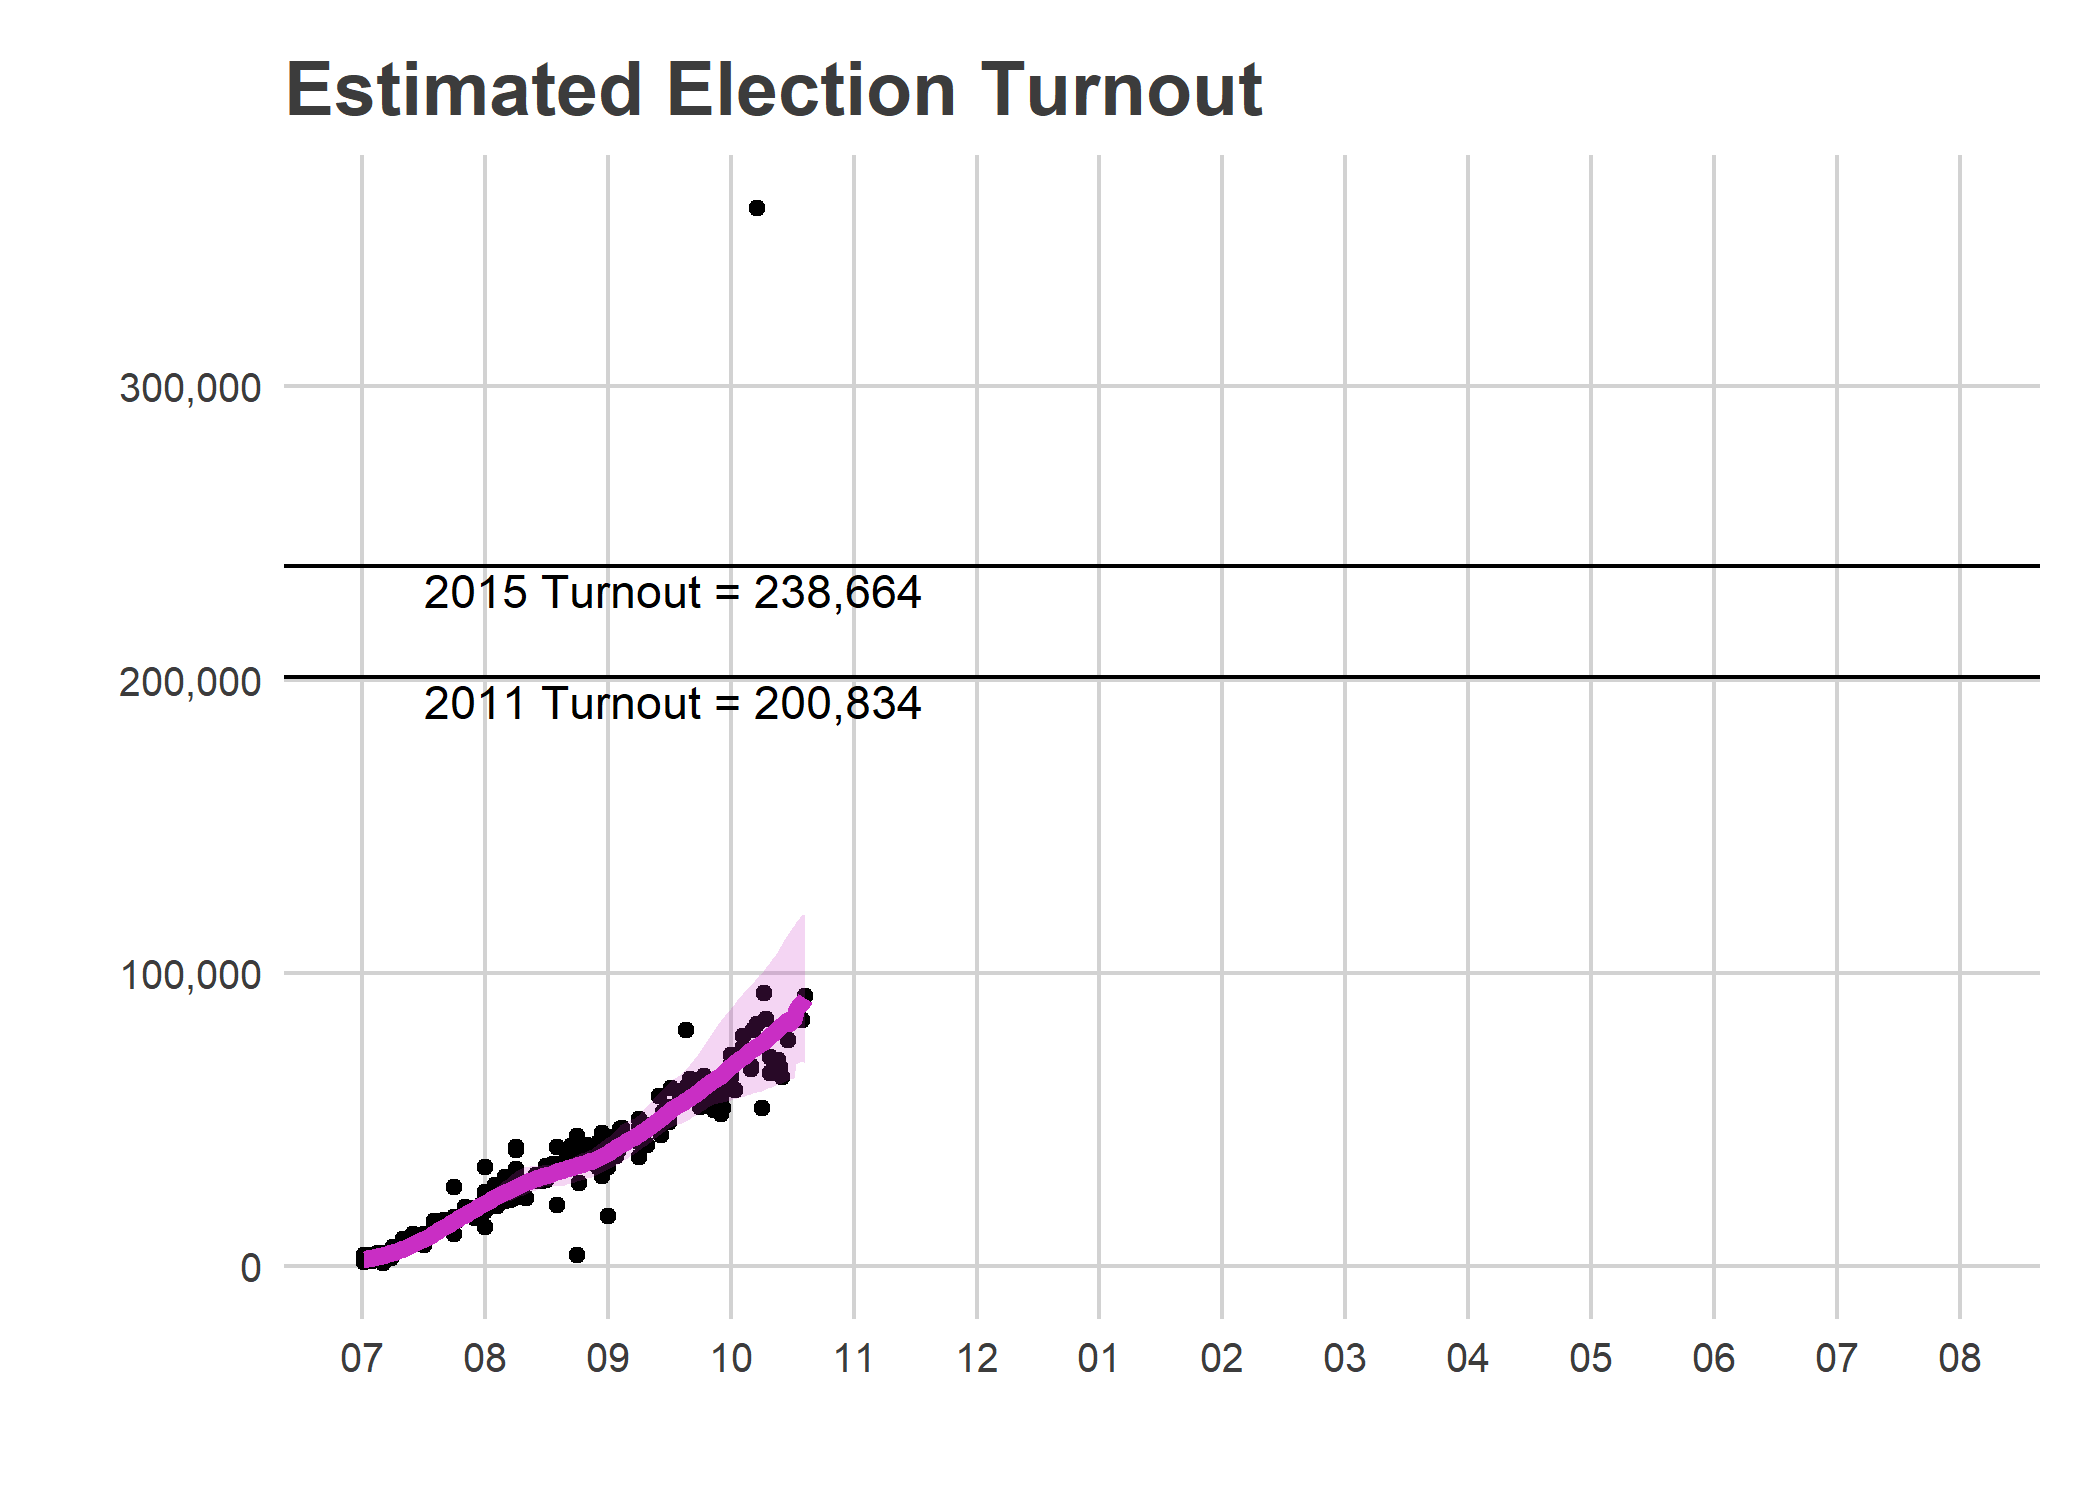 Estimated Election Turnout
300,000
2015 Turnout = 238,664
200,000
2011 Turnout = 200,834
100,000
0
07 08 09 10 11 12 01 02 03 04 05 06 07 08